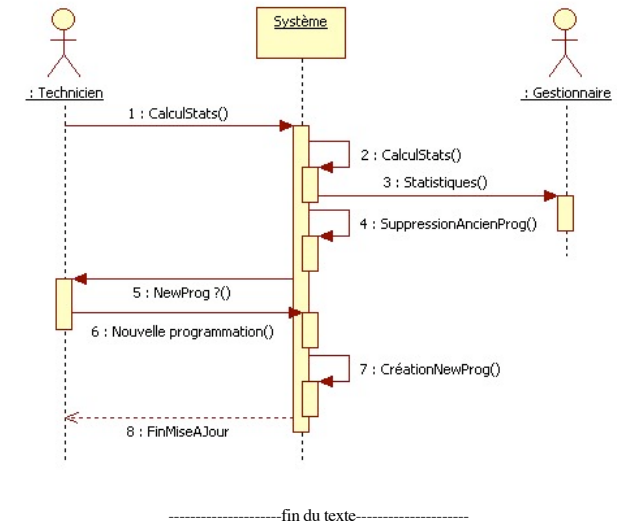 Système
: Technicien
: Gestionnaire
1 : CalculStats()
2 : CalculStats()
3 : Statistiques()
4 : SuppressionAncienProg()
5 : NewProg ?()
6 : Nouvelle programmation()
7 : CréationNewProg()
8 : FinMiseAJour
---------------------fin du texte---------------------